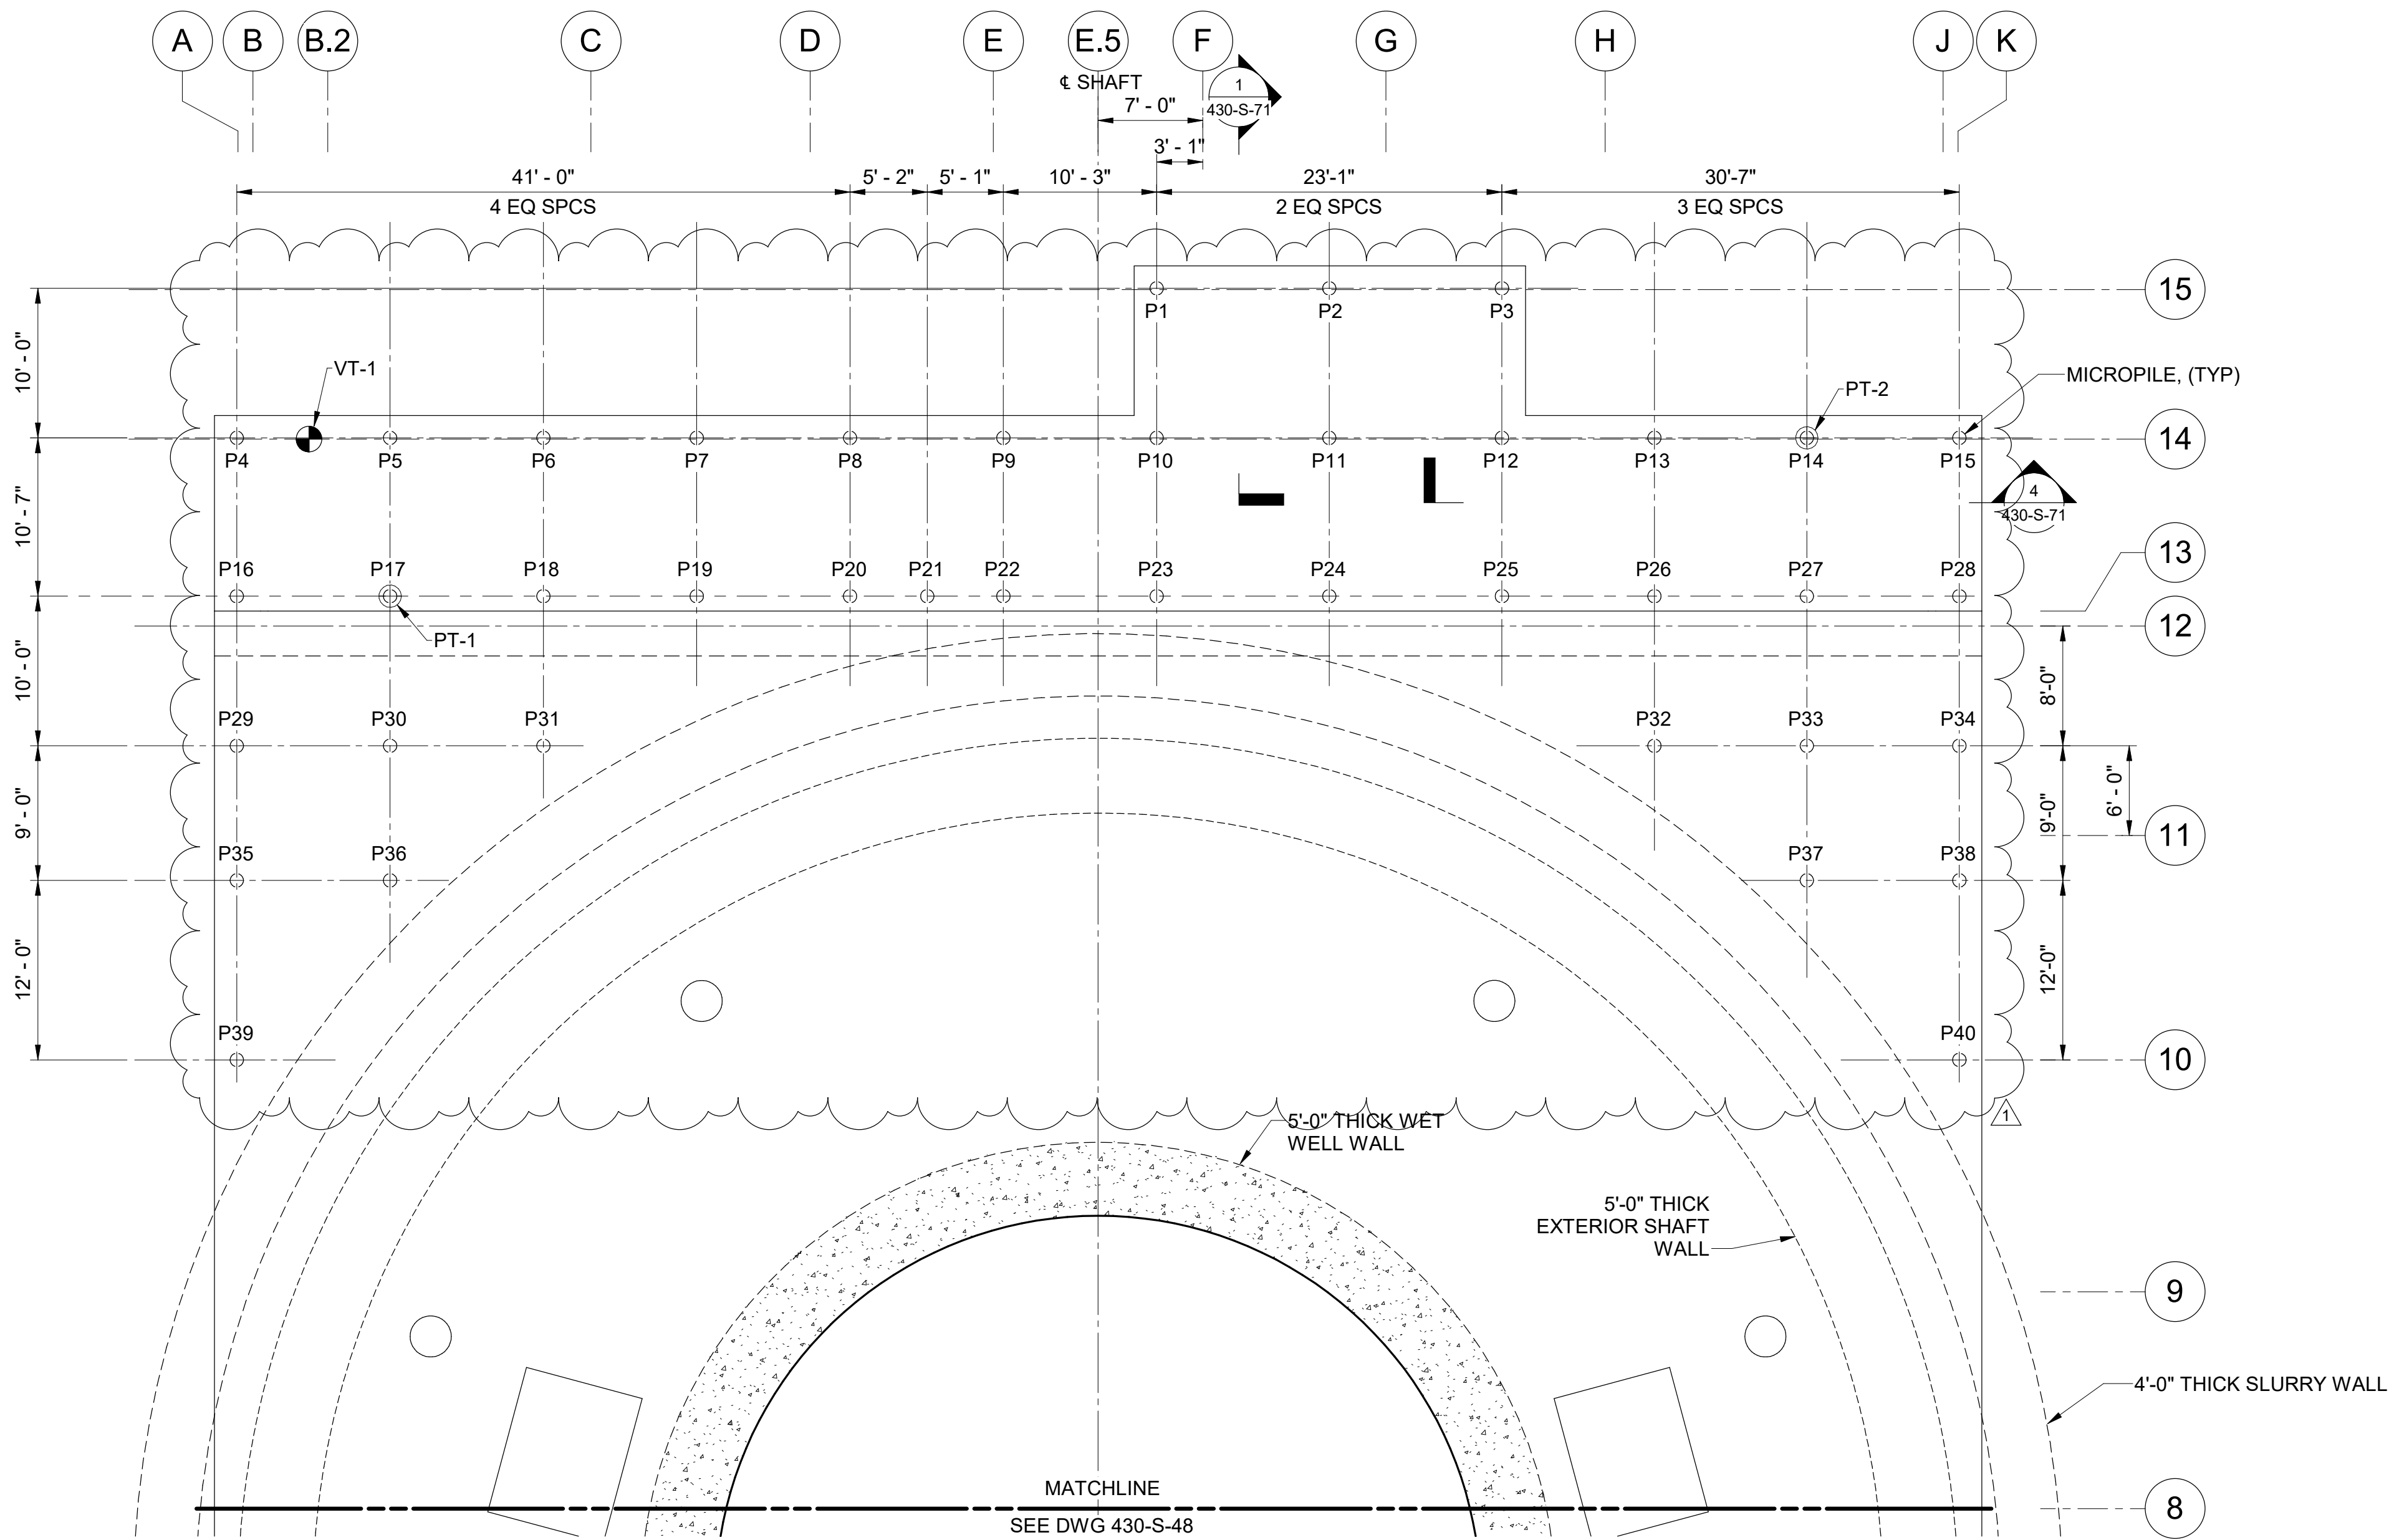 A B B.2 C D E E.5 F G H J K
℄ SHAFT
1
430-S-71
7' - 0"
3' - 1"
41' - 0" 5' - 2" 5' - 1" 10' - 3" 23'-1" 30'-7"
4 EQ SPCS 2 EQ SPCS 3 EQ SPCS
15
P1 P2 P3
10' - 0"
VT-1
MICROPILE, (TYP)
PT-2
14
P4 P5 P6 P7 P8 P9 P10 P11 P12 P13 P14 P15
4
430-S-71
10' - 7"
13
P16 P17 P18 P19 P20 P21 P22 P23 P24 P25 P26 P27 P28
12
PT-1
10' - 0"
8'-0"
P29 P30 P31 P32 P33 P34
9' - 0"
9'-0"
6' - 0"
11
P35 P36 P37 P38
12' - 0"
12'-0"
P39 P40
10
1
5'-0" THICK WET
WELL WALL
5'-0" THICK
EXTERIOR SHAFT
WALL
9
4'-0" THICK SLURRY WALL
MATCHLINE
8
SEE DWG 430-S-48